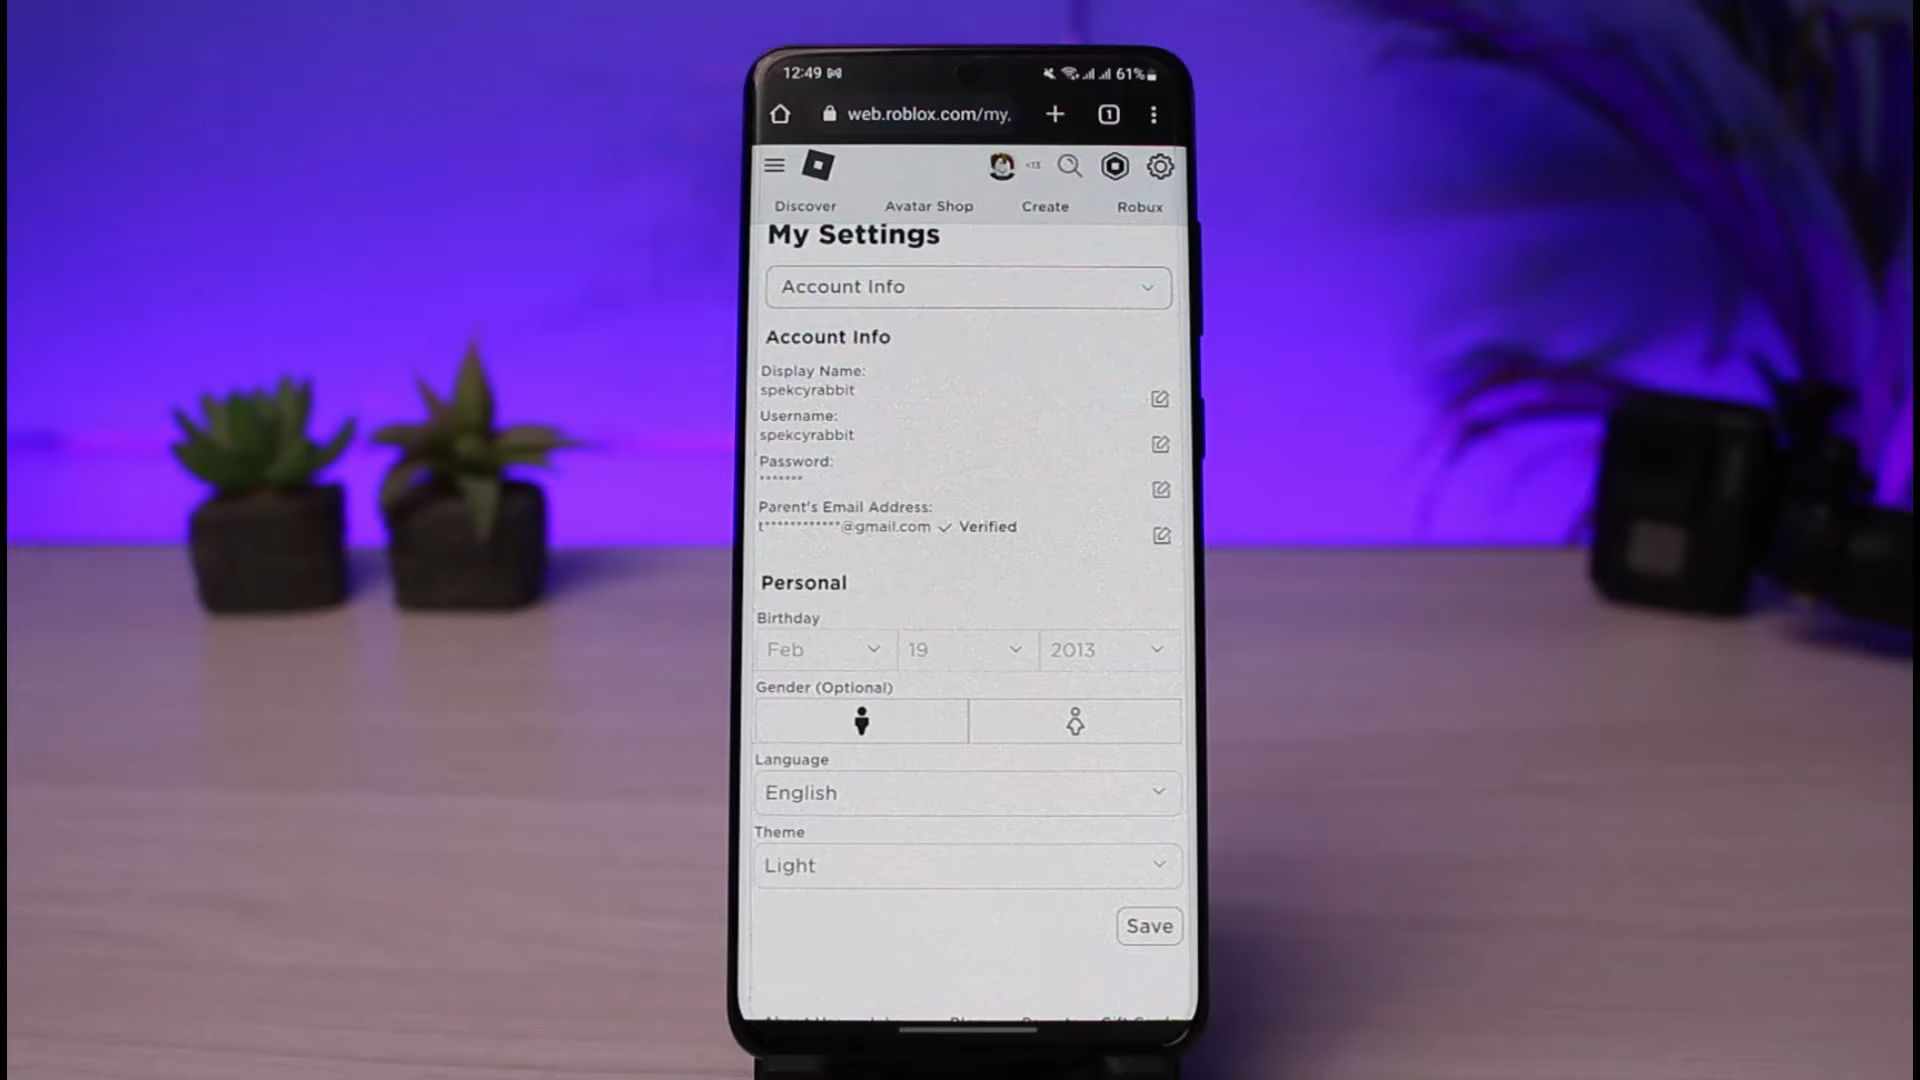 12:49 61%
web.roblox.com/my.
1
<13
Discover Avatar Shop Create Robux
My Settings
Account Info
Account Info
Display Name:
spekcyrabbit
Username:
spekcyrabbit
Password:
*******
Parent's Email Address:
t************@gmail.com ✓ Verified
Personal
Birthday
Feb 19 2013
Gender (Optional)
Language
English
Theme
Light
Save